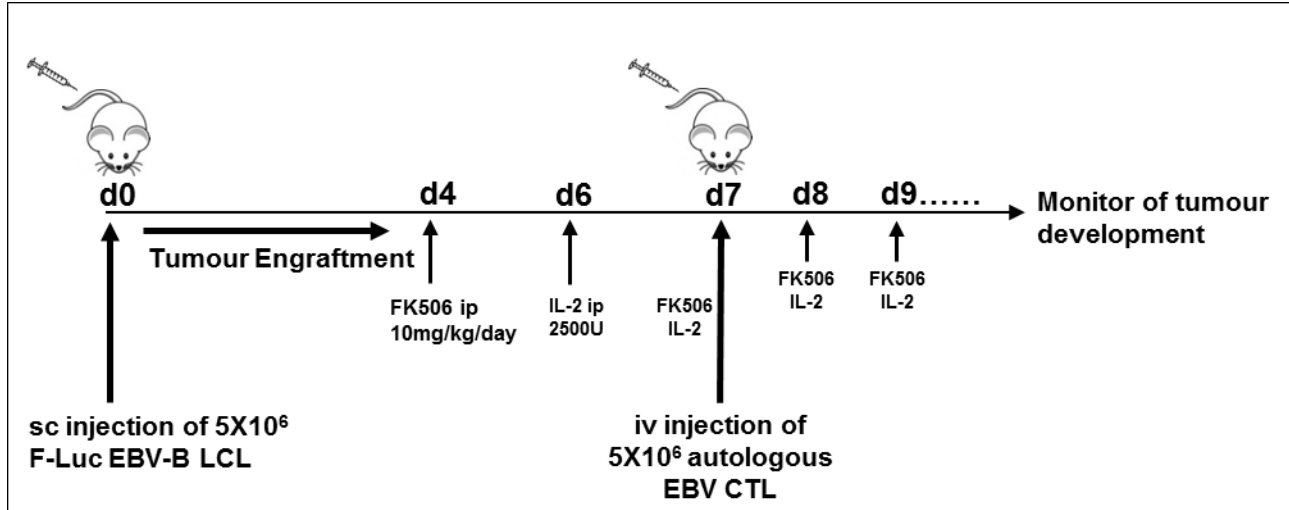 d0
d4
d6
d7
d8
d9......
Monitor of tumour
development
Tumour Engraftment
FK506 ip
10mg/kg/day
IL-2 ip
2500U
FK506
IL-2
FK506
IL-2
FK506
IL-2
sc injection of 5X10⁶
F-Luc EBV-B LCL
iv injection of
5X10⁶ autologous
EBV CTL